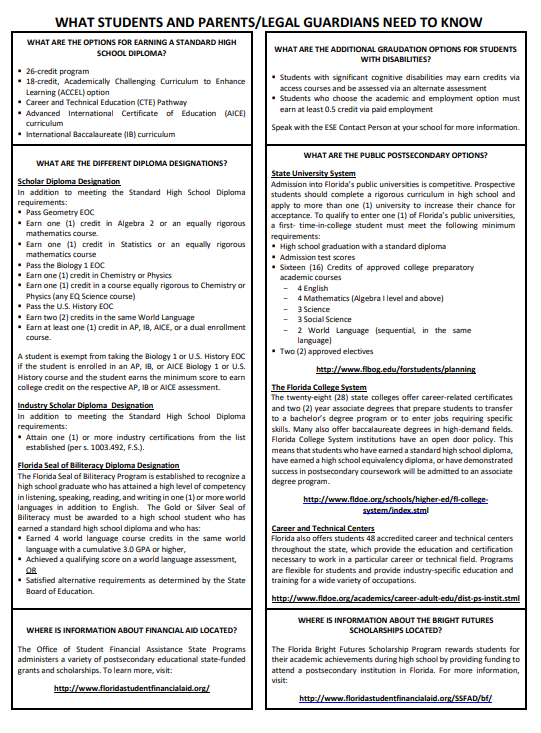 WHAT STUDENTS AND PARENTS/LEGAL GUARDIANS NEED TO KNOW
WHAT ARE THE OPTIONS FOR EARNING A STANDARD HIGH
SCHOOL DIPLOMA?
▪ 26-credit program
▪ 18-credit, Academically Challenging Curriculum to Enhance
Learning (ACCEL) option
▪ Career and Technical Education (CTE) Pathway
▪ Advanced International Certificate of Education (AICE)
curriculum
▪ International Baccalaureate (IB) curriculum
WHAT ARE THE DIFFERENT DIPLOMA DESIGNATIONS?
Scholar Diploma Designation
In addition to meeting the Standard High School Diploma
requirements:
▪ Pass Geometry EOC
▪ Earn one (1) credit in Algebra 2 or an equally rigorous
mathematics course.
▪ Earn one (1) credit in Statistics or an equally rigorous
mathematics course
▪ Pass the Biology 1 EOC
▪ Earn one (1) credit in Chemistry or Physics
▪ Earn one (1) credit in a course equally rigorous to Chemistry or
Physics (any EQ Science course)
▪ Pass the U.S. History EOC
▪ Earn two (2) credits in the same World Language
▪ Earn at least one (1) credit in AP, IB, AICE, or a dual enrollment
course.
A student is exempt from taking the Biology 1 or U.S. History EOC
if the student is enrolled in an AP, IB, or AICE Biology 1 or U.S.
History course and the student earns the minimum score to earn
college credit on the respective AP, IB or AICE assessment.
Industry Scholar Diploma Designation
In addition to meeting the Standard High School Diploma
requirements:
▪ Attain one (1) or more industry certifications from the list
established (per s. 1003.492, F.S.).
Florida Seal of Biliteracy Diploma Designation
The Florida Seal of Biliteracy Program is established to recognize a
high school graduate who has attained a high level of competency
in listening, speaking, reading, and writing in one (1) or more world
languages in addition to English. The Gold or Silver Seal of
Biliteracy must be awarded to a high school student who has
earned a standard high school diploma and who has:
▪ Earned 4 world language course credits in the same world
language with a cumulative 3.0 GPA or higher,
▪ Achieved a qualifying score on a world language assessment,
OR
▪ Satisfied alternative requirements as determined by the State
Board of Education.
WHERE IS INFORMATION ABOUT FINANCIAL AID LOCATED?
The Office of Student Financial Assistance State Programs
administers a variety of postsecondary educational state-funded
grants and scholarships. To learn more, visit:
http://www.floridastudentfinancialaid.org/
WHAT ARE THE ADDITIONAL GRAUDATION OPTIONS FOR STUDENTS
WITH DISABILITIES?
▪ Students with significant cognitive disabilities may earn credits via
access courses and be assessed via an alternate assessment
▪ Students who choose the academic and employment option must
earn at least 0.5 credit via paid employment
Speak with the ESE Contact Person at your school for more information.
WHAT ARE THE PUBLIC POSTSECONDARY OPTIONS?
State University System
Admission into Florida's public universities is competitive. Prospective
students should complete a rigorous curriculum in high school and
apply to more than one (1) university to increase their chance for
acceptance. To qualify to enter one (1) of Florida's public universities,
a first- time-in-college student must meet the following minimum
requirements:
▪ High school graduation with a standard diploma
▪ Admission test scores
▪ Sixteen (16) Credits of approved college preparatory
academic courses
– 4 English
– 4 Mathematics (Algebra I level and above)
– 3 Science
– 3 Social Science
– 2 World Language (sequential, in the same
language)
▪ Two (2) approved electives
http://www.flbog.edu/forstudents/planning
The Florida College System
The twenty-eight (28) state colleges offer career-related certificates
and two (2) year associate degrees that prepare students to transfer
to a bachelor's degree program or to enter jobs requiring specific
skills. Many also offer baccalaureate degrees in high-demand fields.
Florida College System institutions have an open door policy. This
means that students who have earned a standard high school diploma,
have earned a high school equivalency diploma, or have demonstrated
success in postsecondary coursework will be admitted to an associate
degree program.
http://www.fldoe.org/schools/higher-ed/fl-college-
system/index.stml
Career and Technical Centers
Florida also offers students 48 accredited career and technical centers
throughout the state, which provide the education and certification
necessary to work in a particular career or technical field. Programs
are flexible for students and provide industry-specific education and
training for a wide variety of occupations.
http://www.fldoe.org/academics/career-adult-edu/dist-ps-instit.stml
WHERE IS INFORMATION ABOUT THE BRIGHT FUTURES
SCHOLARSHIPS LOCATED?
The Florida Bright Futures Scholarship Program rewards students for
their academic achievements during high school by providing funding to
attend a postsecondary institution in Florida. For more information,
visit:
http://www.floridastudentfinancialaid.org/SSFAD/bf/